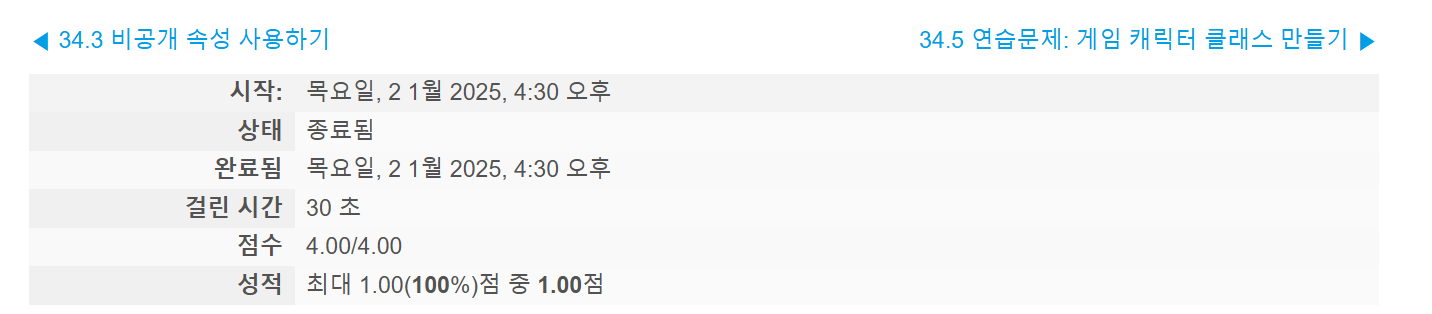 ◀ 34.3 비공개 속성 사용하기
34.5 연습문제: 게임 캐릭터 클래스 만들기 ▶
시작: 목요일, 2 1월 2025, 4:30 오후
상태 종료됨
완료됨 목요일, 2 1월 2025, 4:30 오후
걸린 시간 30 초
점수 4.00/4.00
성적 최대 1.00(100%)점 중 1.00점